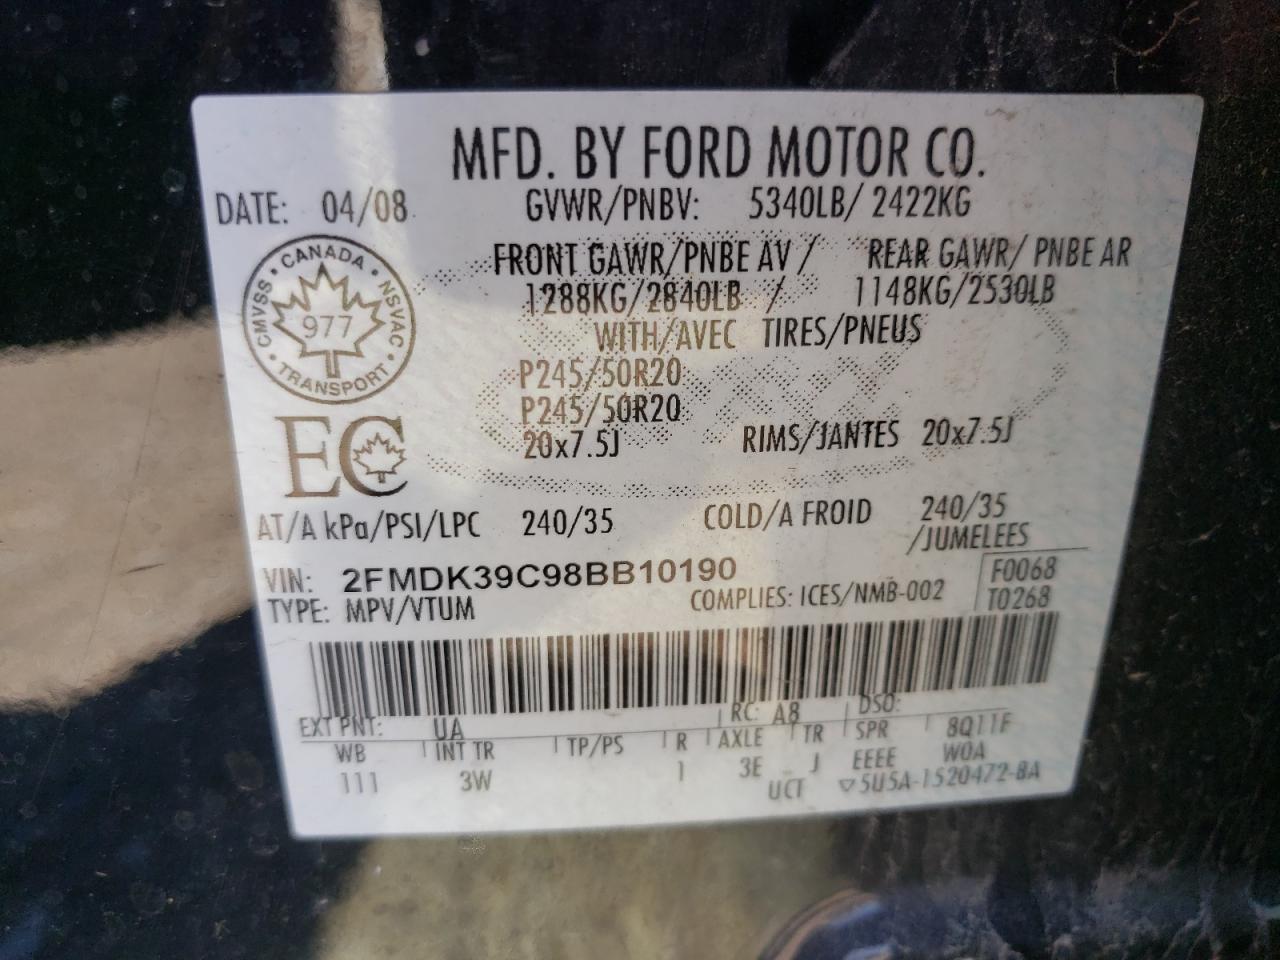 MFD. BY FORD MOTOR CO.
DATE: 04/08 GVWR/PNBV: 5340LB/ 2422KG
FRONT GAWR/PNBE AV / REAR GAWR/ PNBE AR
1288KG/2840LB / 1148KG/2530LB
WITH/AVEC TIRES/PNEUS
P245/50R20
P245/50R20
20x7.5J RIMS/JANTES 20x7.5J
CANADA • NSVAC • TRANSPORT • CMVSS •
977
EC
AT/A kPa/PSI/LPC 240/35 COLD/A FROID 240/35
/JUMELEES
VIN: 2FMDK39C98BB10190 F0068
TYPE: MPV/VTUM COMPLIES: ICES/NMB-002 T0268
EXT PNT: UA RC: A8 DSO:
WB INT TR TP/PS R AXLE TR SPR 8Q11F
111 3W 1 3E J EEEE W0A
UCT ▽5U5A-1520472-BA